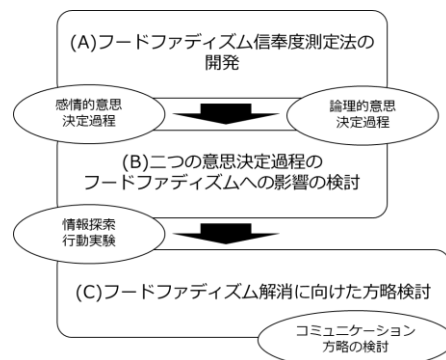 (A)フードファディズム信奉度測定法の
開発
感情的意思
決定過程
論理的意思
決定過程
(B)二つの意思決定過程の
フードファディズムへの影響の検討
情報探索
行動実験
(C)フードファディズム解消に向けた方略検討
コミュニケーション
方略の検討